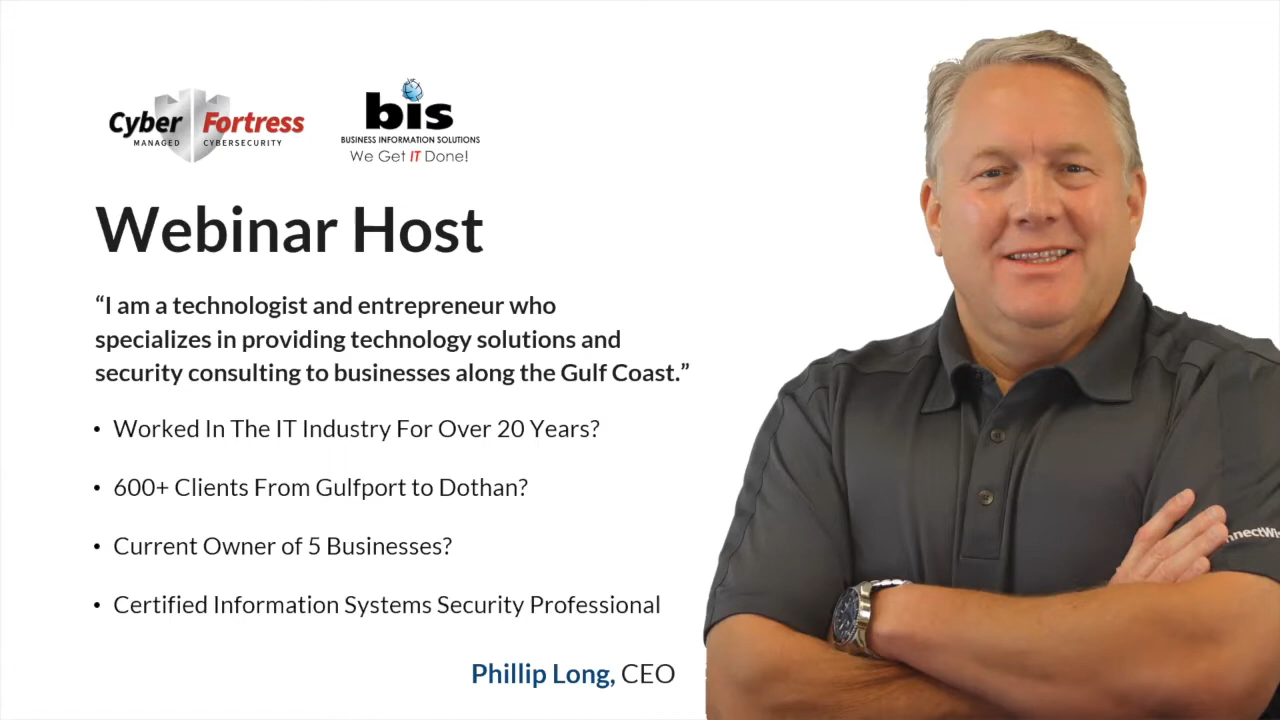 Cyber Fortress
MANAGED CYBERSECURITY
bis
BUSINESS INFORMATION SOLUTIONS
We Get IT Done!
Webinar Host
“I am a technologist and entrepreneur who
specializes in providing technology solutions and
security consulting to businesses along the Gulf Coast.”
• Worked In The IT Industry For Over 20 Years?
• 600+ Clients From Gulfport to Dothan?
• Current Owner of 5 Businesses?
• Certified Information Systems Security Professional
Phillip Long, CEO